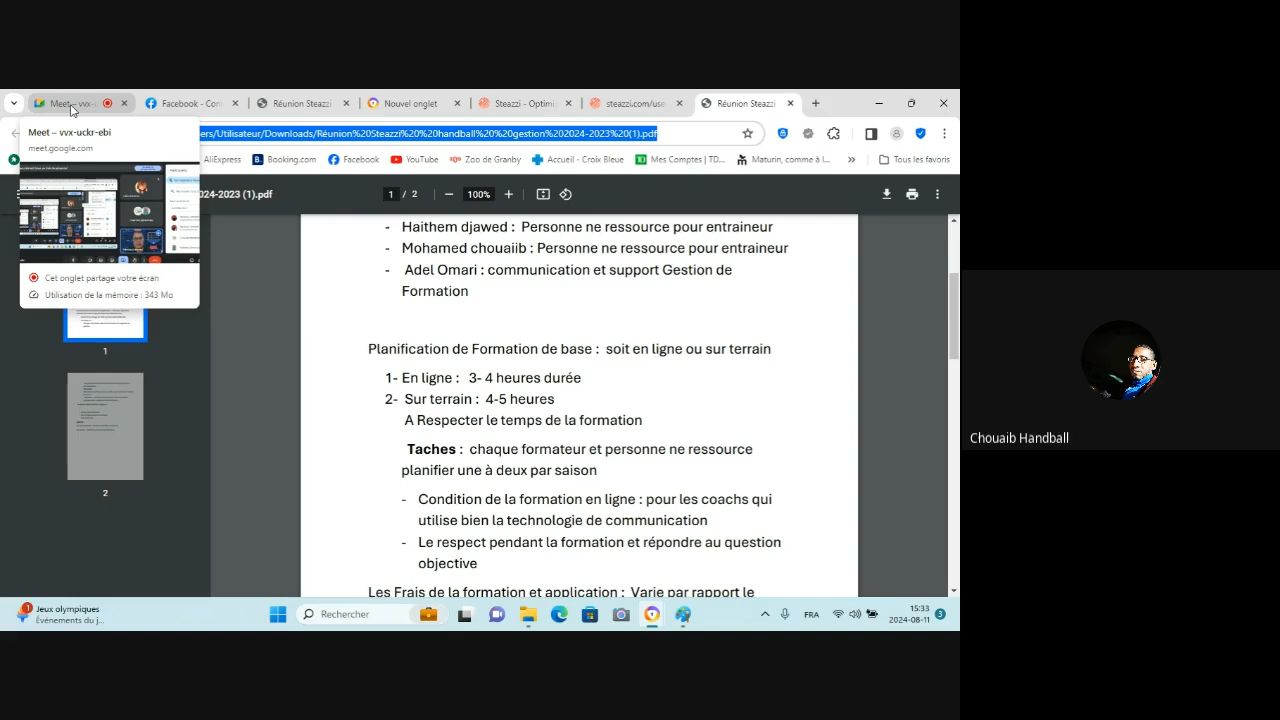 Meet – vvx-u
Facebook - Con
Réunion Steazzi
Nouvel onglet
Steazzi - Optimi
steazzi.com/use
Réunion Steazzi
ers/Utilisateur/Downloads/Réunion%20Steazzi%20%20handball%20%20gestion%202024-2023%20(1).pdf
Meet – vvx-uckr-ebi
meet.google.com
AliExpress
Booking.com
Facebook
YouTube
Zoo de Granby
Accueil - Croix Bleue
Mes Comptes | TD...
Maturin, comme à l...
Tous les favoris
024-2023 (1).pdf
1 / 2
100%
- Haithem djawed : Personne ne ressource pour entraineur
- Mohamed chouaib : Personne ne ressource pour entraineur
- Adel Omari : communication et support Gestion de
Formation
Cet onglet partage votre écran
Utilisation de la mémoire : 343 Mo
1
2
Planification de Formation de base : soit en ligne ou sur terrain
1- En ligne : 3- 4 heures durée
2- Sur terrain : 4-5 heures
A Respecter le temps de la formation
Taches : chaque formateur et personne ne ressource
planifier une à deux par saison
- Condition de la formation en ligne : pour les coachs qui
utilise bien la technologie de communication
- Le respect pendant la formation et répondre au question
objective
Les Frais de la formation et application : Varie par rapport le
Chouaib Handball
1
Jeux olympiques
Événements du j...
Rechercher
FRA
15:33
2024-08-11
3